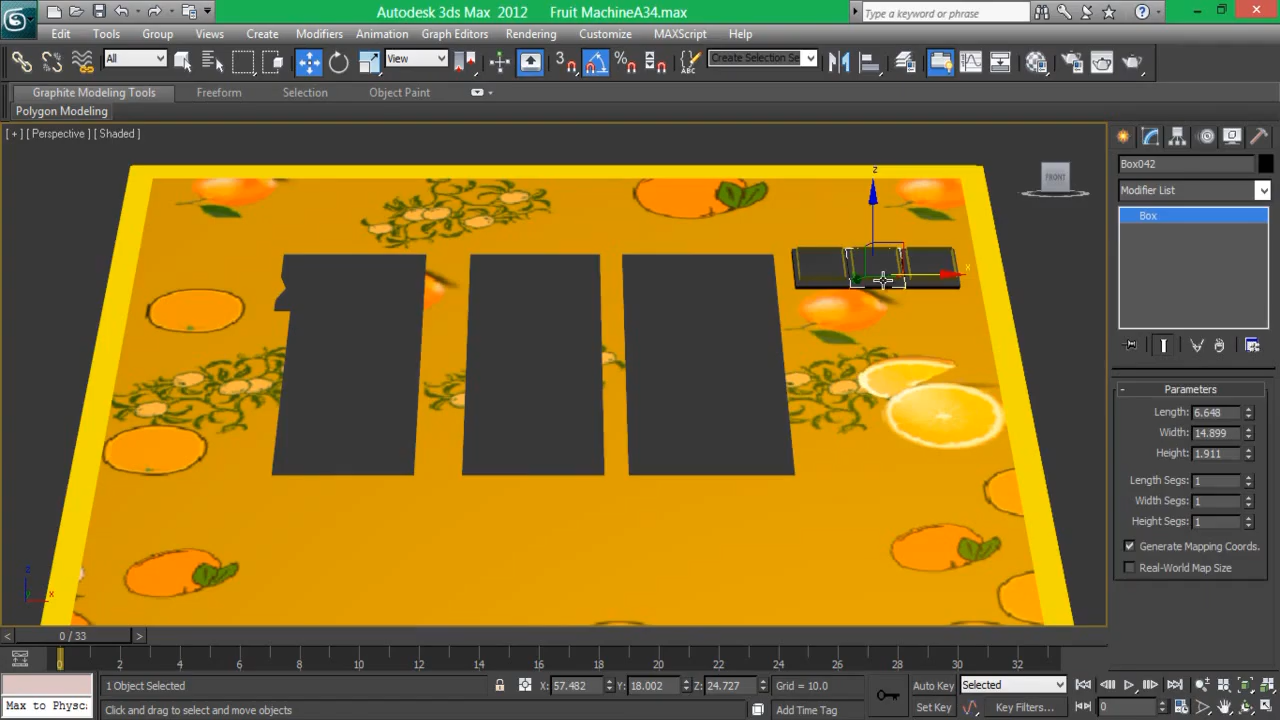 Autodesk 3ds Max 2012 Fruit MachineA34.max
Type a keyword or phrase
Edit Tools Group Views Create Modifiers Animation Graph Editors Rendering Customize MAXScript Help
All View 3 Create Selection Se
Graphite Modeling Tools Freeform Selection Object Paint
Polygon Modeling
[ + ] [ Perspective ] [ Shaded ]
FRONT
z
x
Box042
Modifier List
Box
- Parameters
Length: 6.648
Width: 14.899
Height: 1.911
Length Segs: 1
Width Segs: 1
Height Segs: 1
Generate Mapping Coords.
Real-World Map Size
z
x
< 0 / 33 >
0 2 4 6 8 10 12 14 16 18 20 22 24 26 28 30 32
1 Object Selected X: 57.482 Y: 18.002 Z: 24.727 Grid = 10.0 Auto Key Selected
Max to Physc
Click and drag to select and move objects Add Time Tag Set Key Key Filters... 0